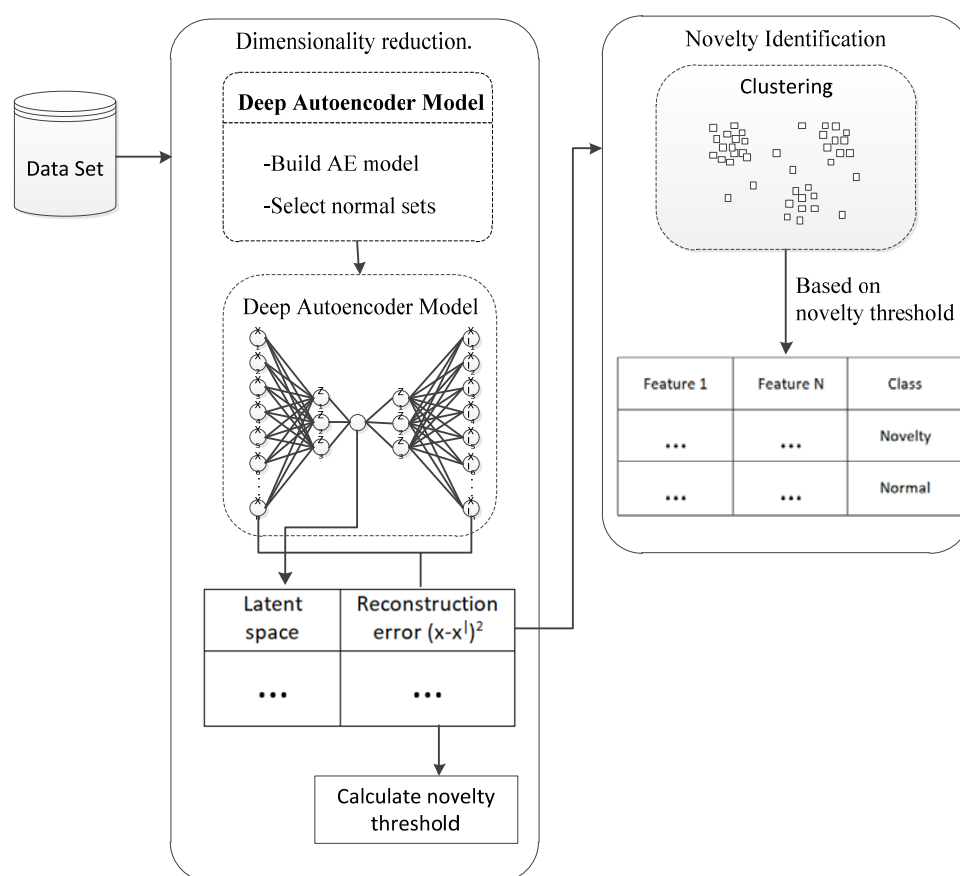 Dimensionality reduction.
Novelty Identification
Data Set
Deep Autoencoder Model
-Build AE model
-Select normal sets
Deep Autoencoder Model
Latent
space
Reconstruction
error (x-x|)²
...
...
Calculate novelty
threshold
Clustering
Based on
novelty threshold
Feature 1
Feature N
Class
...
...
Novelty
...
...
Normal